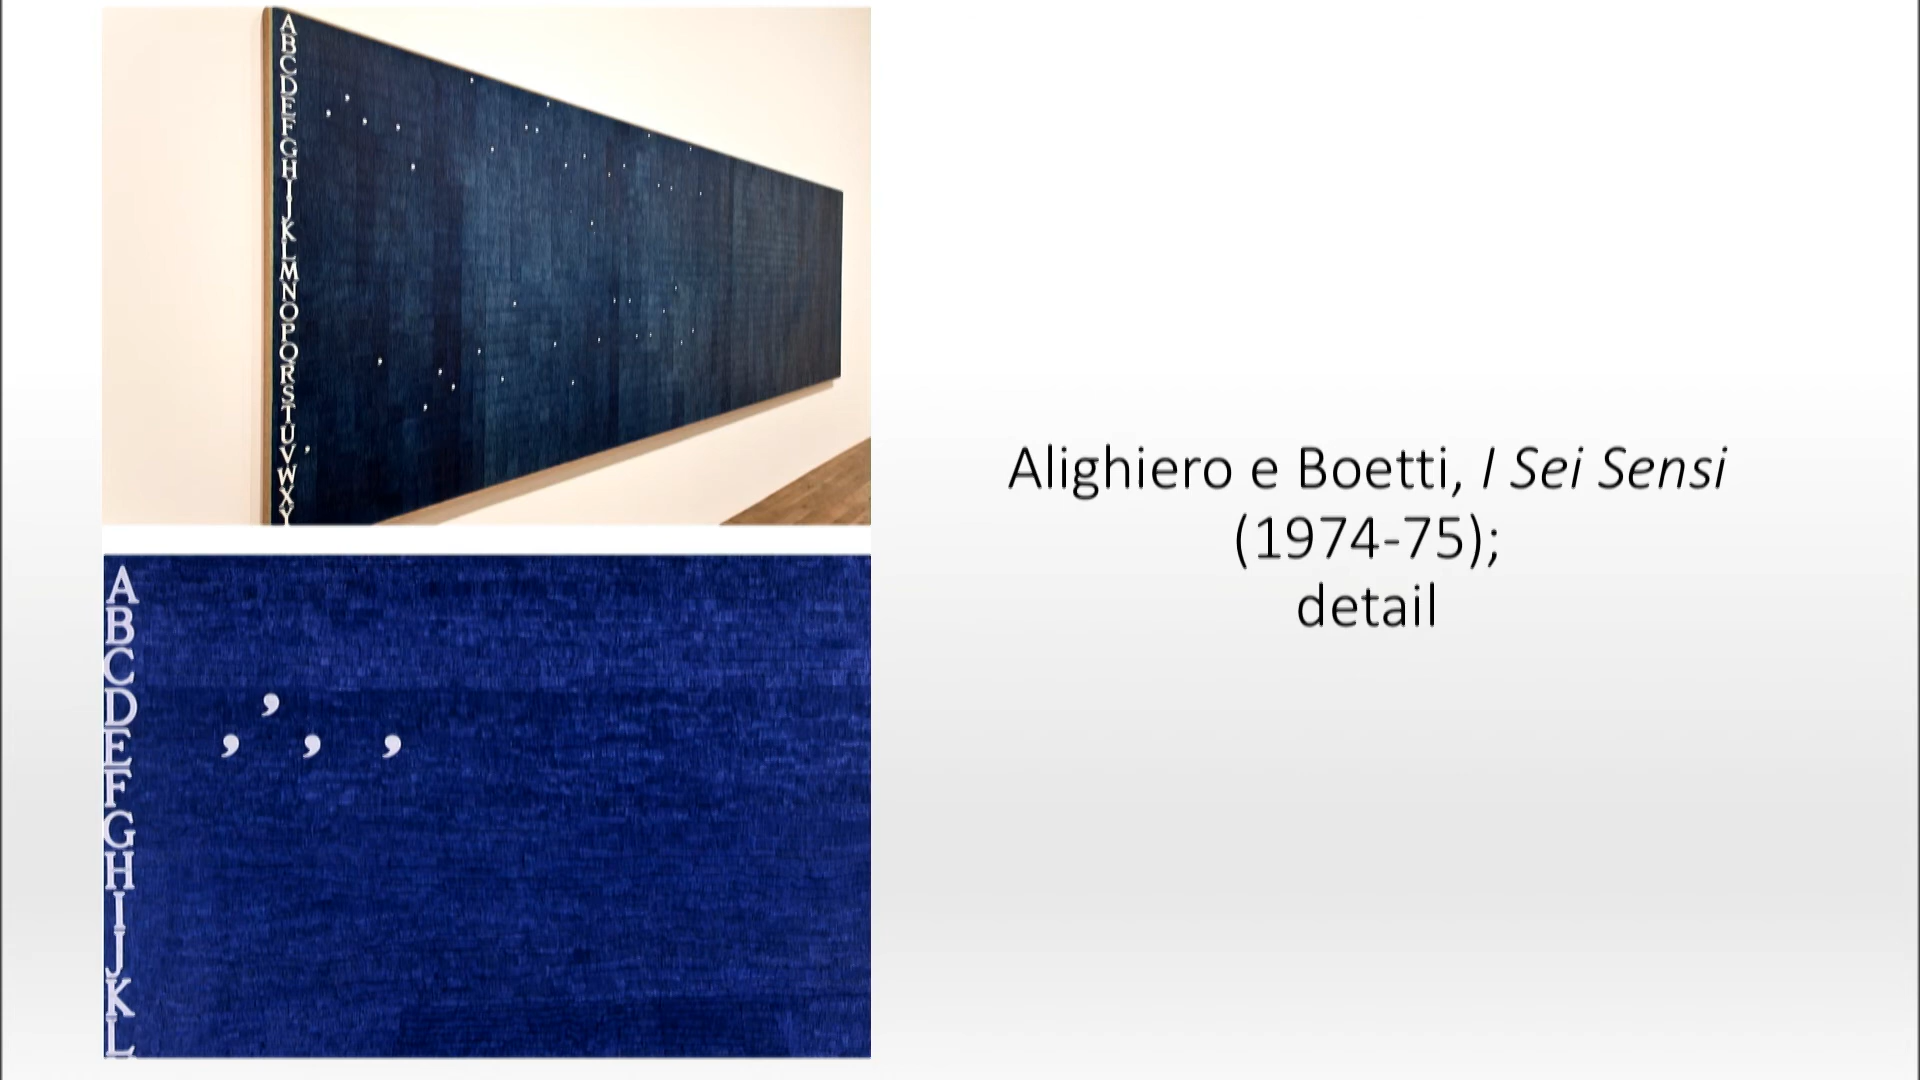 A
B
C
D
E
F
G
H
I
J
K
L
M
N
O
P
Q
R
S
T
U
V
W
X
Y
,
A
B
C
D
E
F
G
H
I
J
K
L
, , , ,
Alighiero e Boetti, I Sei Sensi
(1974-75);
detail